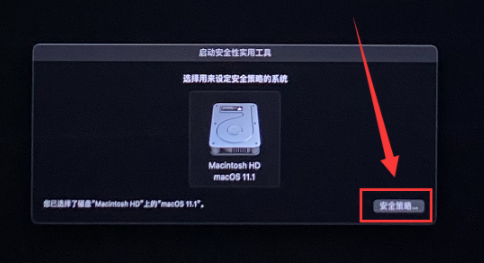 启动安全性实用工具
选择用来设定安全策略的系统
Macintosh HD
macOS 11.1
你已选择了磁盘“Macintosh HD”上的“macOS 11.1”。
安全策略...